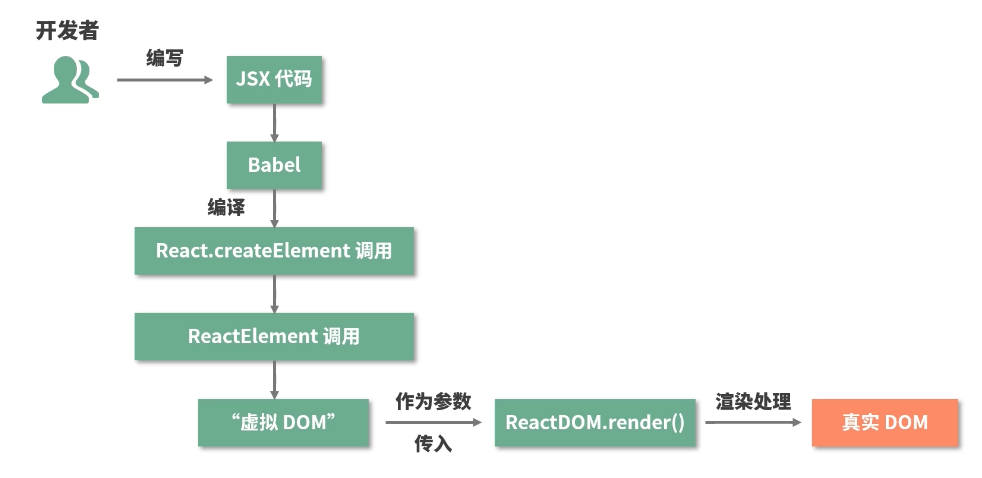 开发者
编写
JSX 代码
Babel
编译
React.createElement 调用
ReactElement 调用
“虚拟 DOM”
作为参数
传入
ReactDOM.render()
渲染处理
真实 DOM